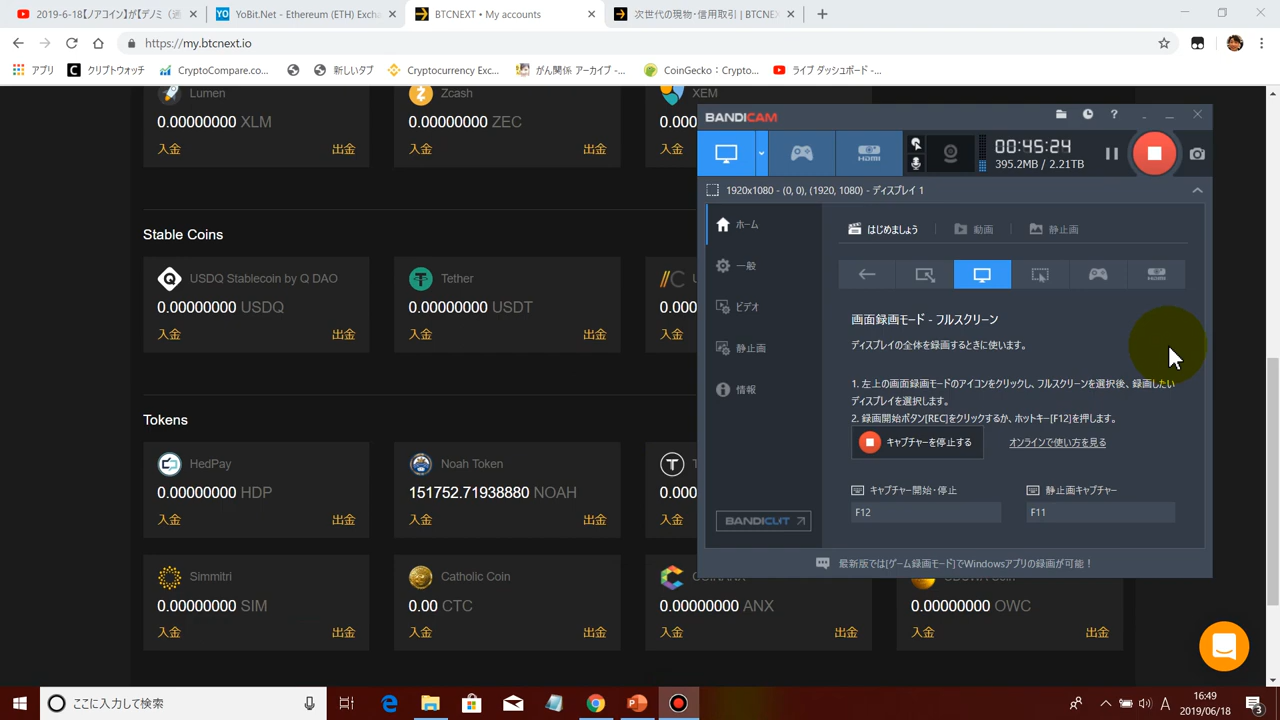 2019-6-18【ノアコイン】が【デノミ（通
YoBit.Net - Ethereum (ETH) Excha
BTCNEXT • My accounts
次世代の現物・信用取引 | BTCNEX
https://my.btcnext.io
アプリ
クリプトウォッチ
CryptoCompare.co...
新しいタブ
Cryptocurrency Exc...
がん関係 アーカイブ - ...
CoinGecko：Crypto...
ライブ ダッシュボード - ...
Lumen
0.00000000 XLM
入金 出金
Zcash
0.00000000 ZEC
入金 出金
XEM
0.000
入金
Stable Coins
USDQ Stablecoin by Q DAO
0.00000000 USDQ
入金 出金
Tether
0.00000000 USDT
入金 出金
0.000
入金
Tokens
HedPay
0.00000000 HDP
入金 出金
Noah Token
151752.71938880 NOAH
入金 出金
0.000
入金
Simmitri
0.00000000 SIM
入金 出金
Catholic Coin
0.00 CTC
入金 出金
0.00000000 ANX
入金 出金
0.00000000 OWC
入金 出金
BANDICAM
HDMI
00:45:24
395.2MB / 2.21TB
1920x1080 - (0, 0), (1920, 1080) - ディスプレイ 1
ホーム
一般
ビデオ
静止画
情報
BANDICUT
はじめましょう
動画
静止画
HDMI
画面録画モード - フルスクリーン
ディスプレイの全体を録画するときに使います。
1. 左上の画面録画モードのアイコンをクリックし、フルスクリーンを選択後、録画したい
ディスプレイを選択します。
2. 録画開始ボタン[REC]をクリックするか、ホットキー[F12]を押します。
キャプチャーを停止する
オンラインで使い方を見る
キャプチャー開始・停止
F12
静止画キャプチャー
F11
最新版では[ゲーム録画モード]でWindowsアプリの録画が可能！
ここに入力して検索
A
16:49
2019/06/18
3